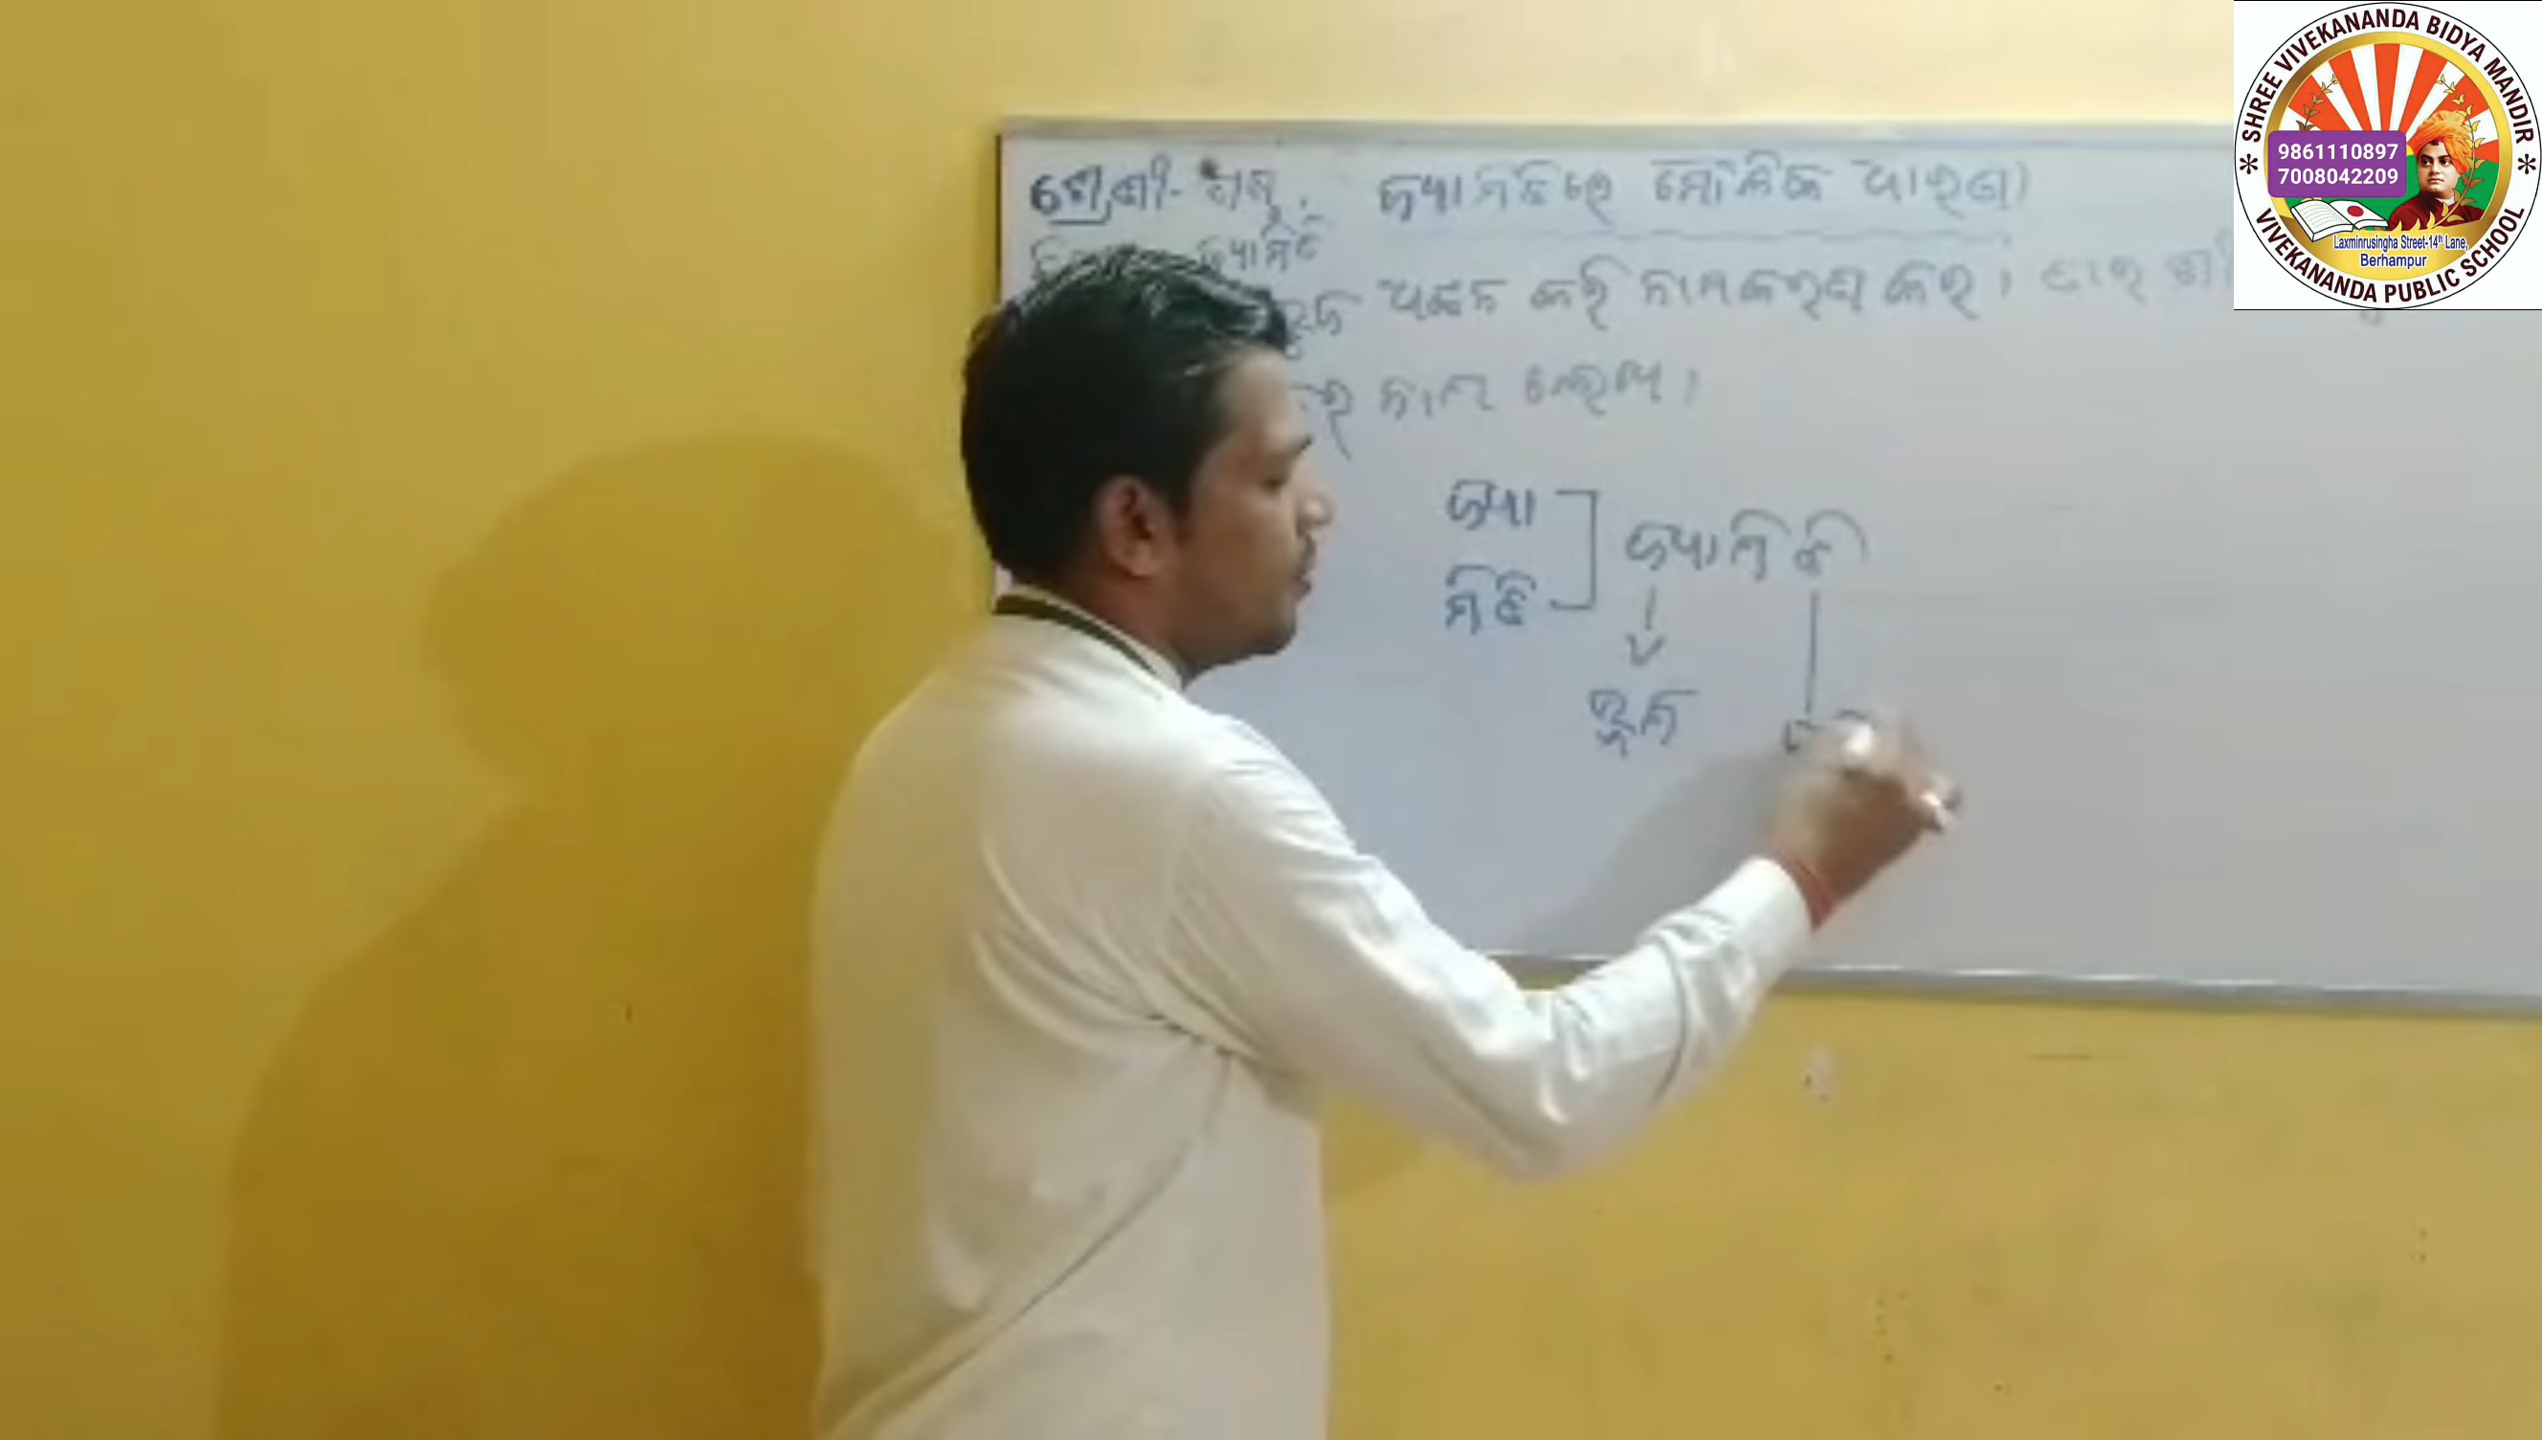 SHREE VIVEKANANDA BIDYA MANDIR
9861110897
7008042209
Laxminrusingha Street-14th Lane,
Berhampur
VIVEKANANDA PUBLIC SCHOOL
ଶ୍ରେଣୀ- ଜ୍ୟାମିତିରେ ମୌଳିକ ଧାରଣା
ଜ୍ୟାମିତି
ଅଙ୍କନ କରି ନାମକରଣ କର।
ନାମ ଲେଖ।
ଜ୍ୟା
ମିତି
ଜ୍ୟାମିତି
ଭୂମି